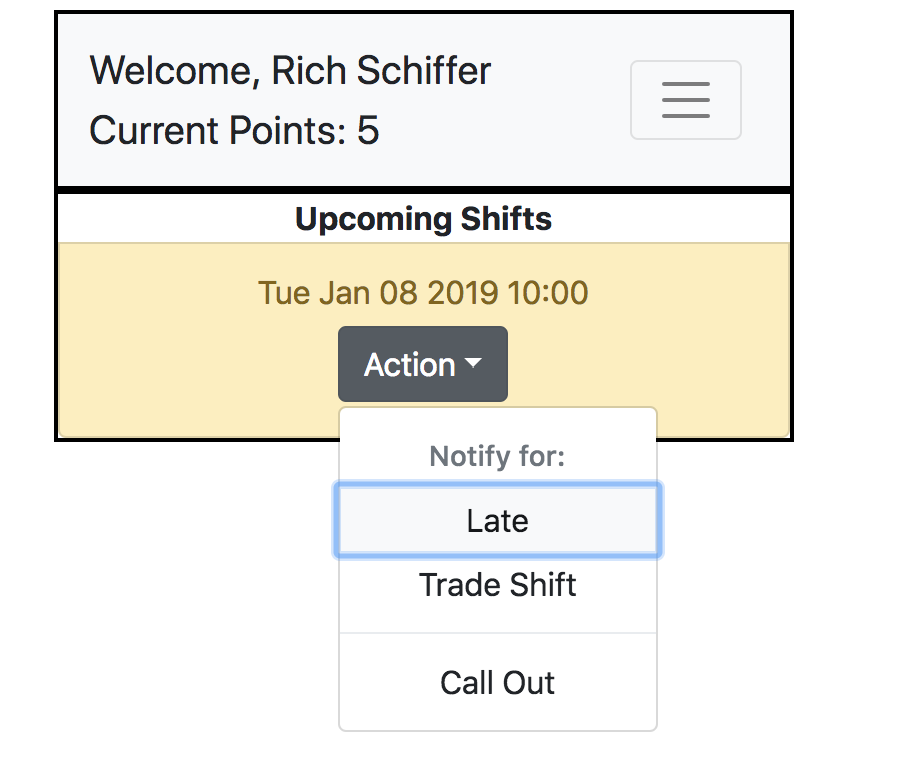 Welcome, Rich Schiffer
Current Points: 5
Upcoming Shifts
Tue Jan 08 2019 10:00
Action
Notify for:
Late
Trade Shift
Call Out